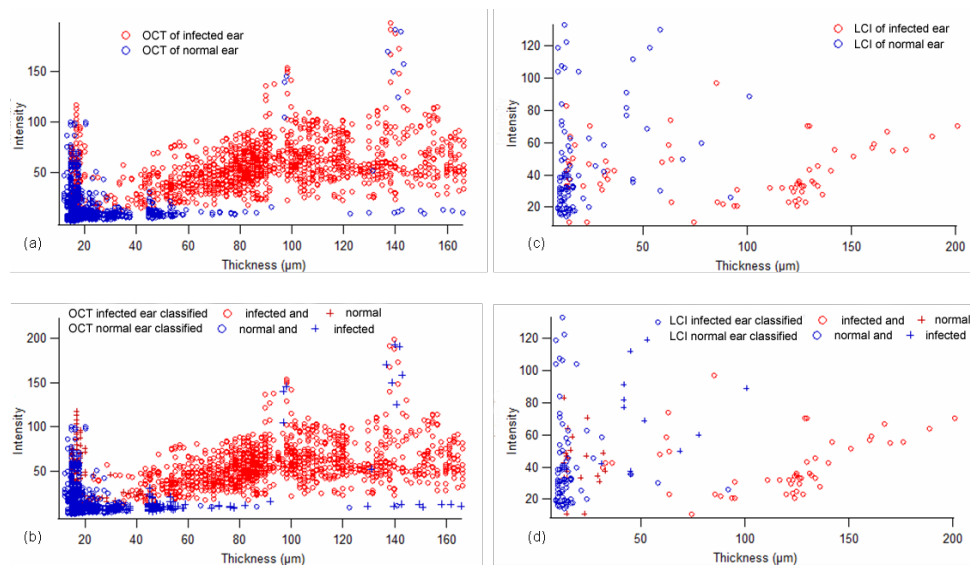 OCT of infected ear
OCT of normal ear
150
100
50
Intensity
20 40 60 80 100 120 140 160
(a)
Thickness (µm)
LCI of infected ear
LCI of normal ear
120
100
80
60
40
20
Intensity
50 100 150 200
(c)
Thickness (µm)
OCT infected ear classified infected and normal
OCT normal ear classified normal and infected
200
150
100
50
Intensity
20 40 60 80 100 120 140 160
(b)
Thickness (µm)
LCI infected ear classified infected and normal
LCI normal ear classified normal and infected
120
100
80
60
40
20
Intensity
50 100 150 200
(d)
Thickness (µm)